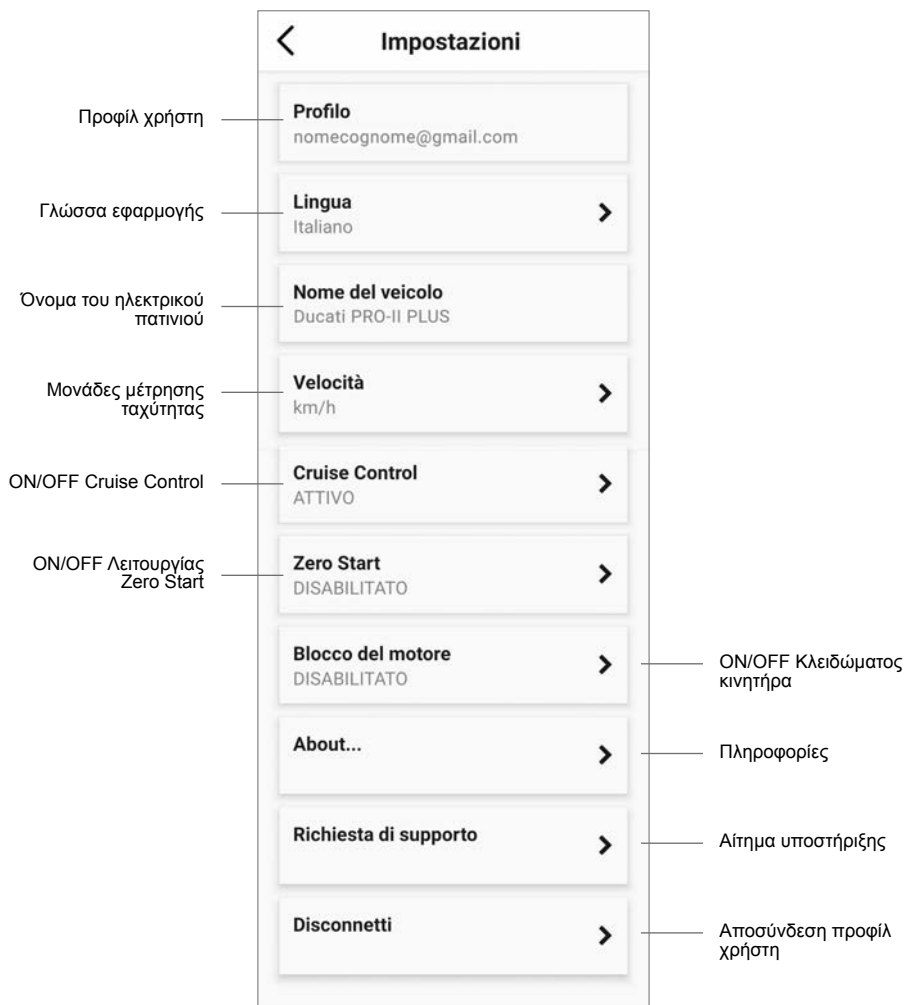 Impostazioni
Προφίλ χρήστη
Profilo
nomecognome@gmail.com
Γλώσσα εφαρμογής
Lingua
Italiano
Όνομα του ηλεκτρικού
πατινιού
Nome del veicolo
Ducati PRO-II PLUS
Μονάδες μέτρησης
ταχύτητας
Velocità
km/h
ON/OFF Cruise Control
Cruise Control
ATTIVO
ON/OFF Λειτουργίας
Zero Start
Zero Start
DISABILITATO
Blocco del motore
DISABILITATO
ON/OFF Κλειδώματος
κινητήρα
About...
Πληροφορίες
Richiesta di supporto
Αίτημα υποστήριξης
Disconnetti
Αποσύνδεση προφίλ
χρήστη